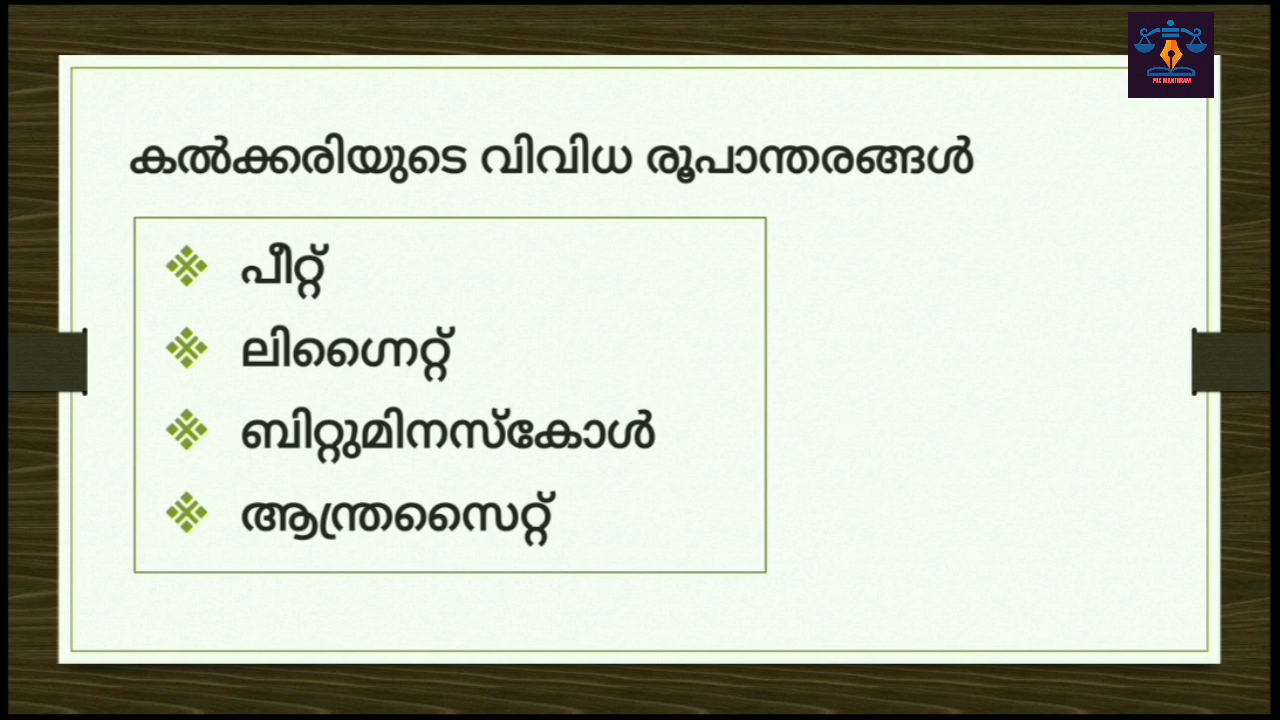 കൽക്കരിയുടെ വിവിധ രൂപാന്തരങ്ങൾ
പീറ്റ്
ലിഗ്നൈറ്റ്
ബിറ്റുമിനസ്കോൾ
ആന്ത്രസൈറ്റ്